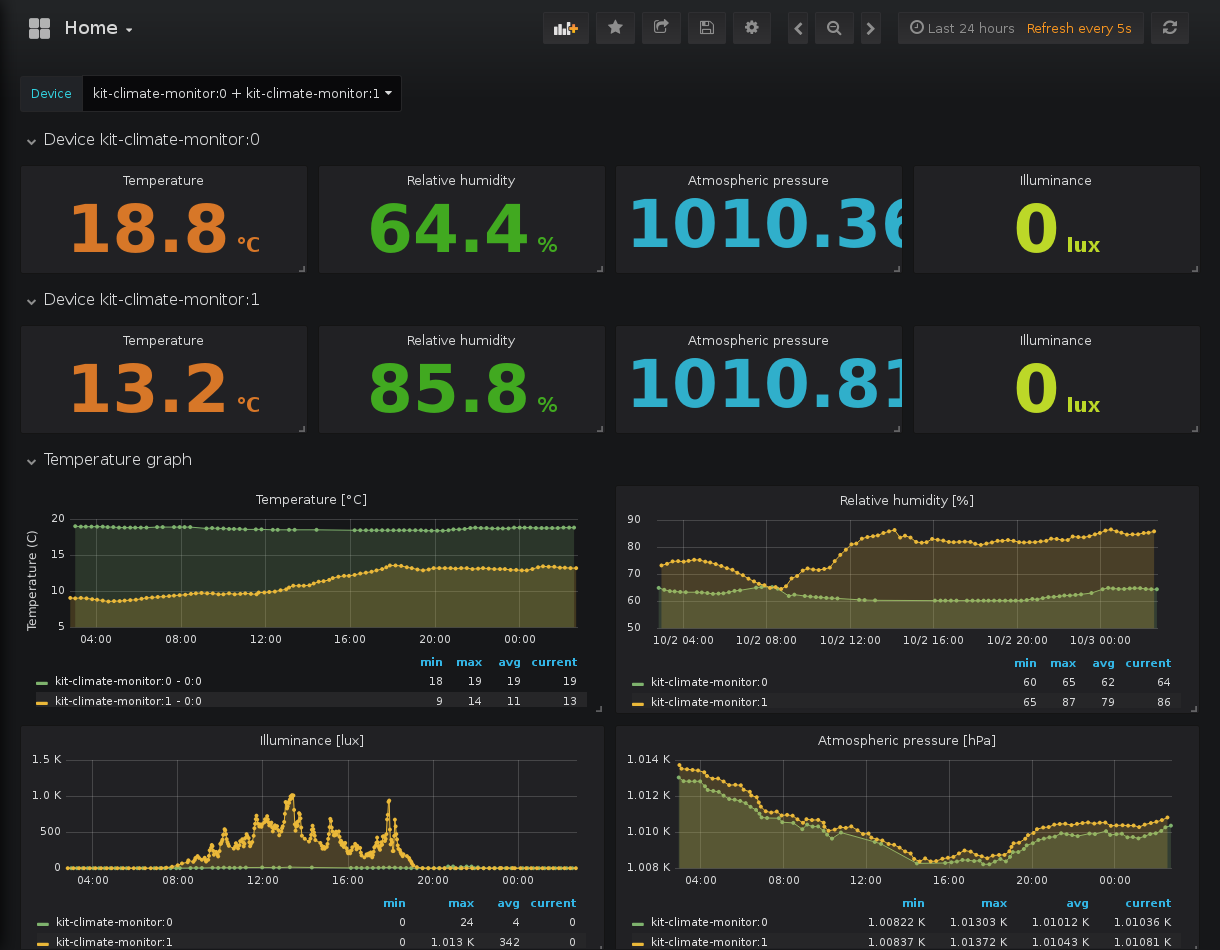 Home
Last 24 hours Refresh every 5s
Device kit-climate-monitor:0 + kit-climate-monitor:1
Device kit-climate-monitor:0
Temperature Relative humidity Atmospheric pressure Illuminance
18.8 °C 64.4 % 1010.36 0 lux
Device kit-climate-monitor:1
Temperature Relative humidity Atmospheric pressure Illuminance
13.2 °C 85.8 % 1010.81 0 lux
Temperature graph
Temperature [°C]
Temperature (C)
20
15
10
5
04:00 08:00 12:00 16:00 20:00 00:00
min max avg current
kit-climate-monitor:0 - 0:0 18 19 19 19
kit-climate-monitor:1 - 0:0 9 14 11 13
Relative humidity [%]
90
80
70
60
50
10/2 04:00 10/2 08:00 10/2 12:00 10/2 16:00 10/2 20:00 10/3 00:00
min max avg current
kit-climate-monitor:0 60 65 62 64
kit-climate-monitor:1 65 87 79 86
Illuminance [lux]
1.5 K
1.0 K
500
0
04:00 08:00 12:00 16:00 20:00 00:00
min max avg current
kit-climate-monitor:0 0 24 4 0
kit-climate-monitor:1 0 1.013 K 342 0
Atmospheric pressure [hPa]
1.014 K
1.012 K
1.010 K
1.008 K
04:00 08:00 12:00 16:00 20:00 00:00
min max avg current
kit-climate-monitor:0 1.00822 K 1.01303 K 1.01012 K 1.01036 K
kit-climate-monitor:1 1.00837 K 1.01372 K 1.01043 K 1.01081 K